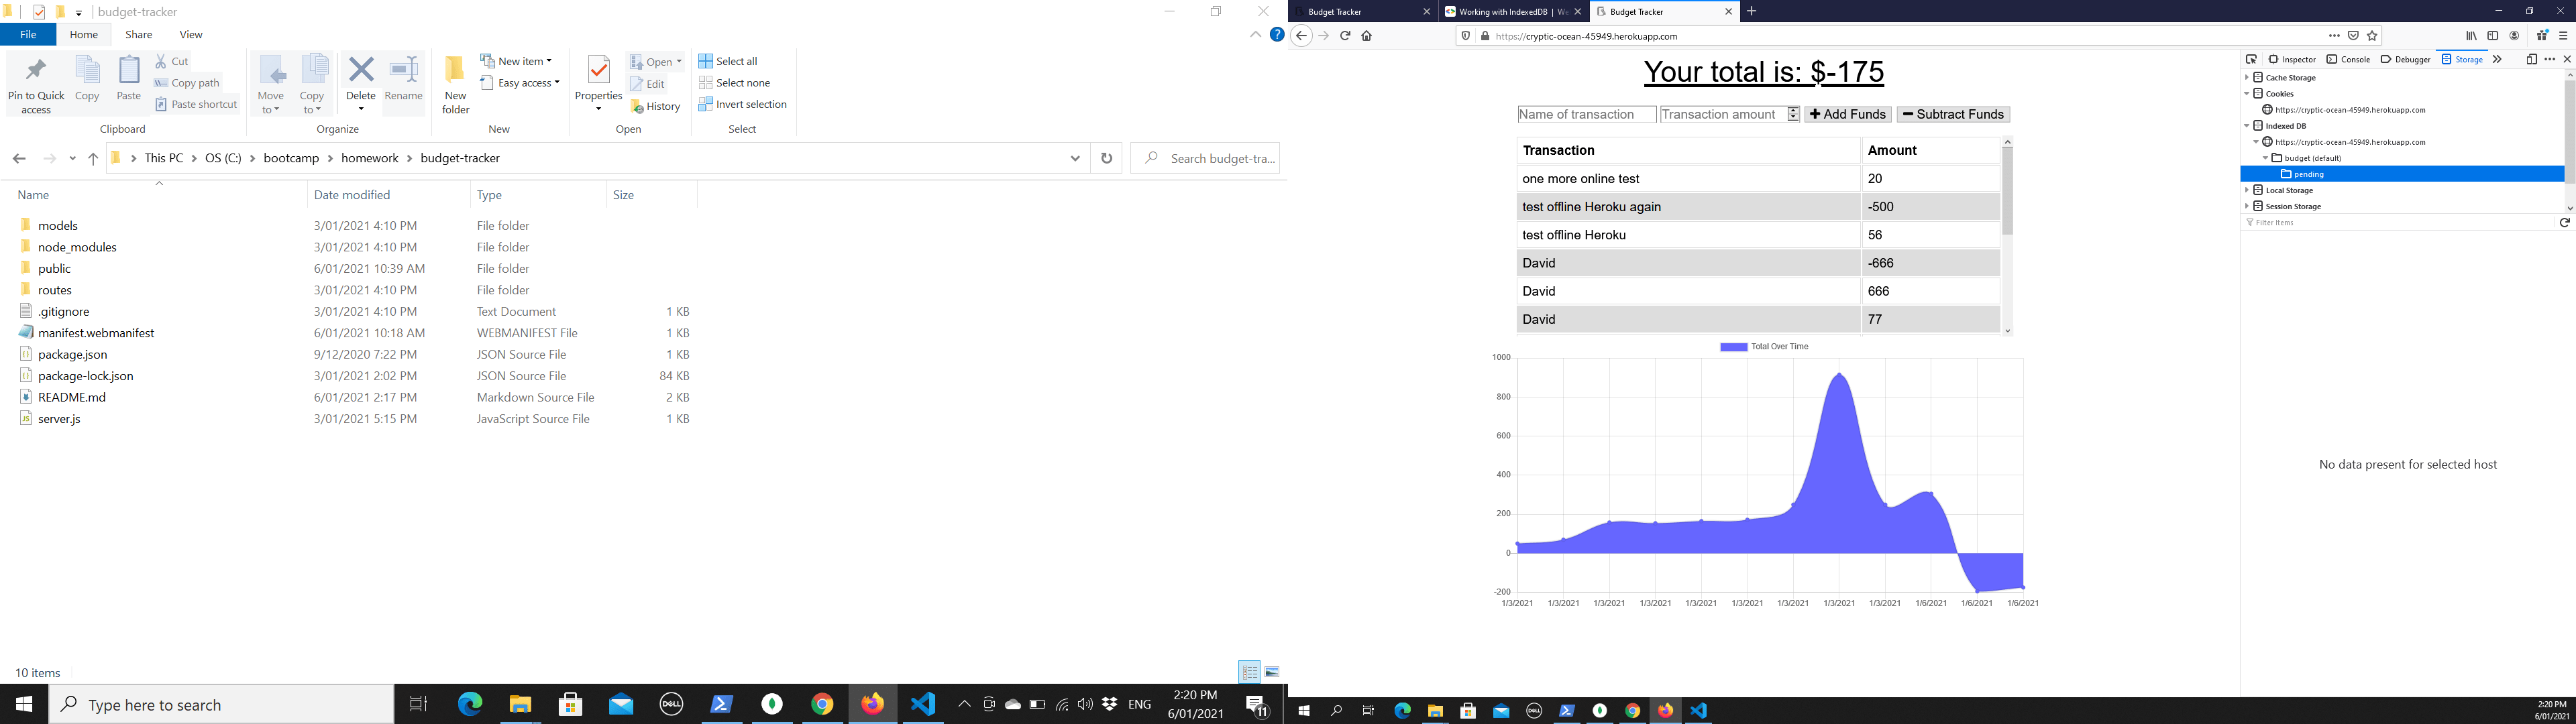 budget-tracker
File Home Share View
Pin to Quick access
Copy
Paste
Cut
Copy path
Paste shortcut
Clipboard
Move to
Copy to
Delete
Rename
Organize
New folder
New item
Easy access
New
Properties
Open
Edit
History
Open
Select all
Select none
Invert selection
Select
This PC > OS (C:) > bootcamp > homework > budget-tracker
Search budget-tra...
Name Date modified Type Size
models 3/01/2021 4:10 PM File folder
node_modules 3/01/2021 4:10 PM File folder
public 6/01/2021 10:39 AM File folder
routes 3/01/2021 4:10 PM File folder
.gitignore 3/01/2021 4:10 PM Text Document 1 KB
manifest.webmanifest 6/01/2021 10:18 AM WEBMANIFEST File 1 KB
package.json 9/12/2020 7:22 PM JSON Source File 1 KB
package-lock.json 3/01/2021 2:02 PM JSON Source File 84 KB
README.md 6/01/2021 2:17 PM Markdown Source File 2 KB
server.js 3/01/2021 5:15 PM JavaScript Source File 1 KB
10 items
Type here to search
DELL
ENG
2:20 PM
6/01/2021
11
Budget Tracker
Working with IndexedDB | We
Budget Tracker
https://cryptic-ocean-45949.herokuapp.com
Your total is: $-175
Name of transaction Transaction amount Add Funds Subtract Funds
Transaction Amount
one more online test 20
test offline Heroku again -500
test offline Heroku 56
David -666
David 666
David 77
Total Over Time
1000
800
600
400
200
0
-200
1/3/2021 1/3/2021 1/3/2021 1/3/2021 1/3/2021 1/3/2021 1/3/2021 1/3/2021 1/3/2021 1/6/2021 1/6/2021 1/6/2021
Inspector Console Debugger Storage
Cache Storage
Cookies
https://cryptic-ocean-45949.herokuapp.com
Indexed DB
https://cryptic-ocean-45949.herokuapp.com
budget (default)
pending
Local Storage
Session Storage
Filter Items
No data present for selected host
DELL
2:20 PM
6/01/2021